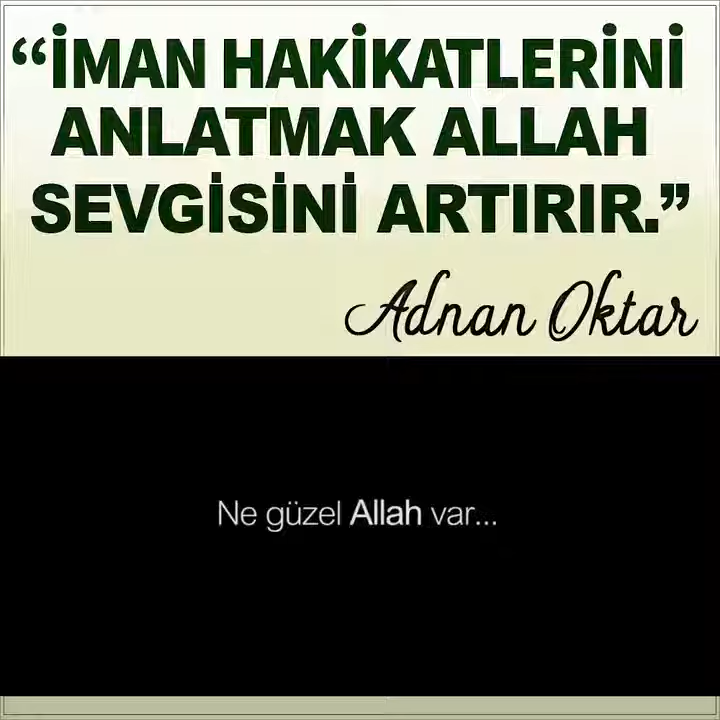 “İMAN HAKİKATLERİNİ
ANLATMAK ALLAH
SEVGİSİNİ ARTIRIR.”
Adnan Oktar
Ne güzel Allah var...